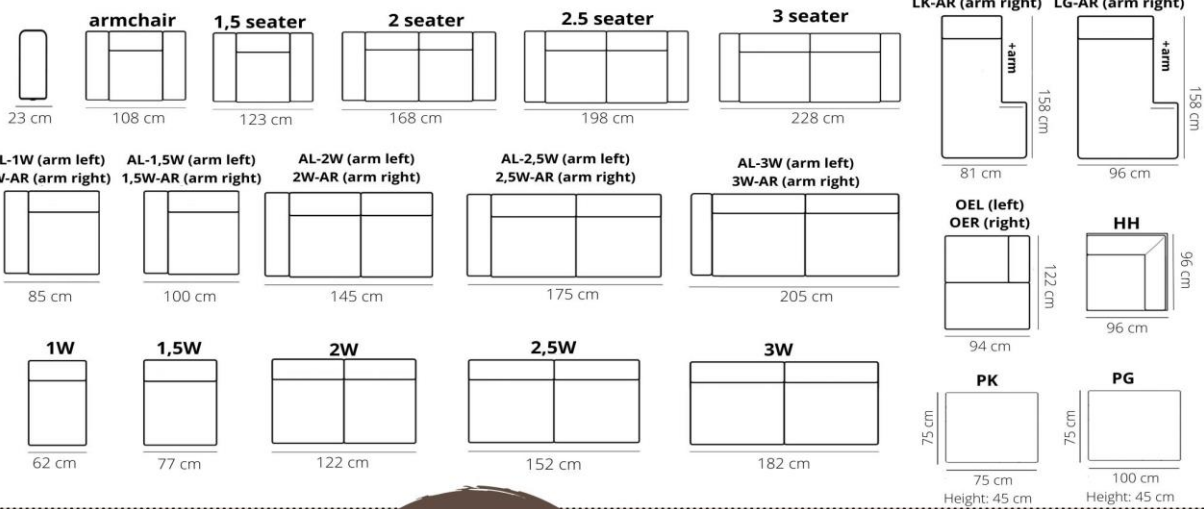 armchair
1,5 seater
2 seater
2.5 seater
3 seater
LK-AR (arm right)
LG-AR (arm right)
+arm
+arm
158 cm
158 cm
23 cm
108 cm
123 cm
168 cm
198 cm
228 cm
81 cm
96 cm
AL-1,5W (arm left)
1,5W-AR (arm right)
AL-2W (arm left)
2W-AR (arm right)
AL-2,5W (arm left)
2,5W-AR (arm right)
AL-3W (arm left)
3W-AR (arm right)
L-1W (arm left)
W-AR (arm right)
85 cm
100 cm
145 cm
175 cm
205 cm
OEL (left)
OER (right)
122 cm
94 cm
HH
96 cm
96 cm
1W
1,5W
2W
2,5W
3W
62 cm
77 cm
122 cm
152 cm
182 cm
PK
75 cm
75 cm
Height: 45 cm
PG
75 cm
100 cm
Height: 45 cm